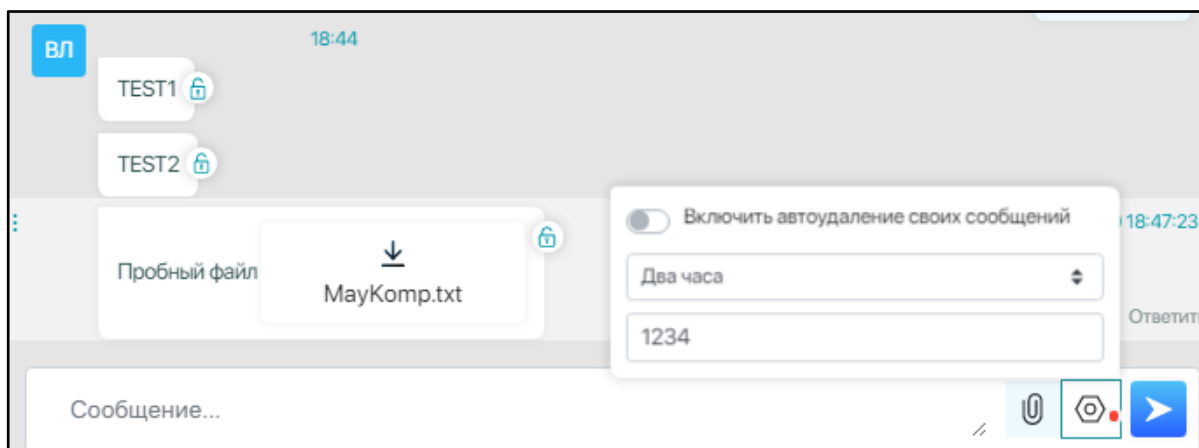 ВЛ
18:44
TEST1
TEST2
Включить автоудаление своих сообщений
18:47:23
Два часа
Пробный файл
MayKomp.txt
Ответить
1234
Сообщение...